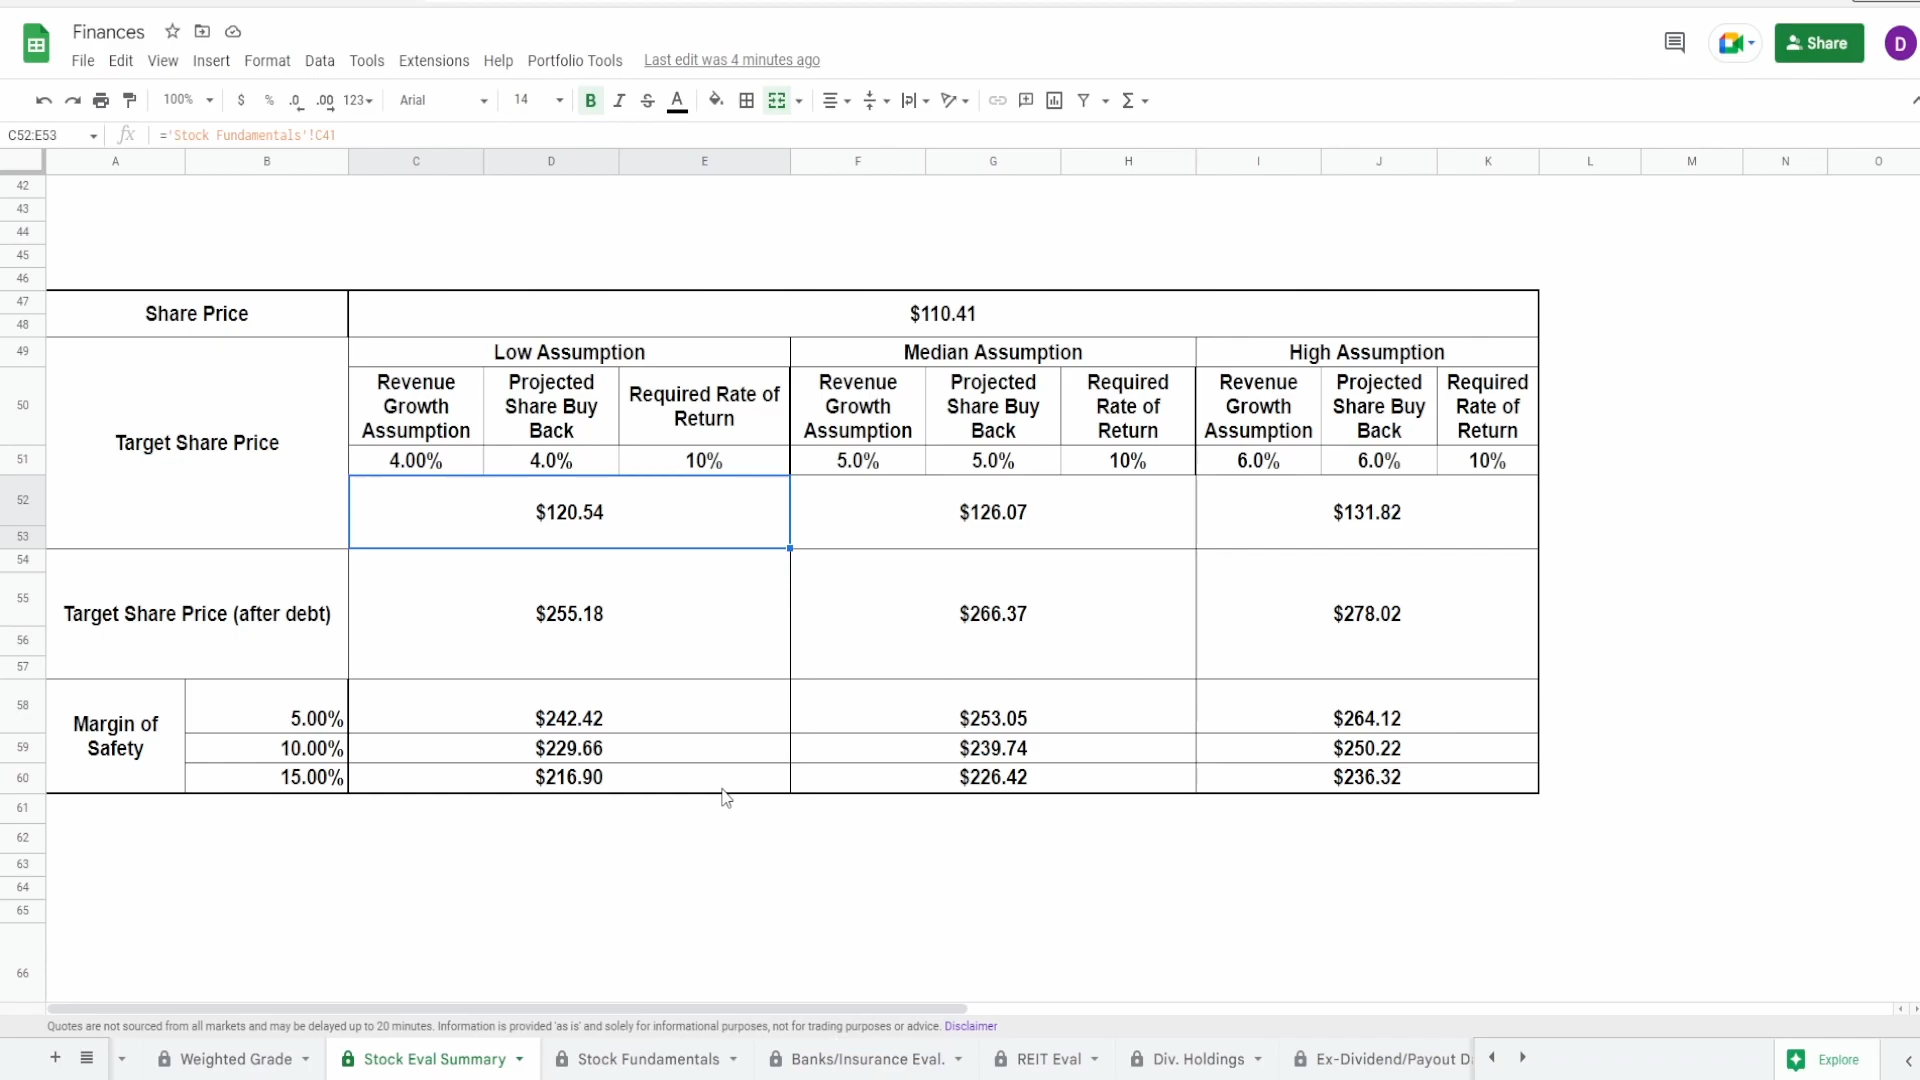 Finances
File Edit View Insert Format Data Tools Extensions Help Portfolio Tools Last edit was 4 minutes ago
Share
D
100% $ % .0 .00 123 Arial 14 B I S A
C52:E53 fx ='Stock Fundamentals'!C41
A B C D E F G H I J K L M N O
42
43
44
45
46
47
48
Share Price $110.41
49 Low Assumption Median Assumption High Assumption
50
Target Share Price
Revenue Growth Assumption
Projected Share Buy Back
Required Rate of Return
Revenue Growth Assumption
Projected Share Buy Back
Required Rate of Return
Revenue Growth Assumption
Projected Share Buy Back
Required Rate of Return
51 4.00% 4.0% 10% 5.0% 5.0% 10% 6.0% 6.0% 10%
52 $120.54 $126.07 $131.82
53
54
55
Target Share Price (after debt) $255.18 $266.37 $278.02
56
57
Margin of Safety
58 5.00% $242.42 $253.05 $264.12
59 10.00% $229.66 $239.74 $250.22
60 15.00% $216.90 $226.42 $236.32
61
62
63
64
65
66
Quotes are not sourced from all markets and may be delayed up to 20 minutes. Information is provided 'as is' and solely for informational purposes, not for trading purposes or advice. Disclaimer
Weighted Grade Stock Eval Summary Stock Fundamentals Banks/Insurance Eval. REIT Eval Div. Holdings Ex-Dividend/Payout D Explore